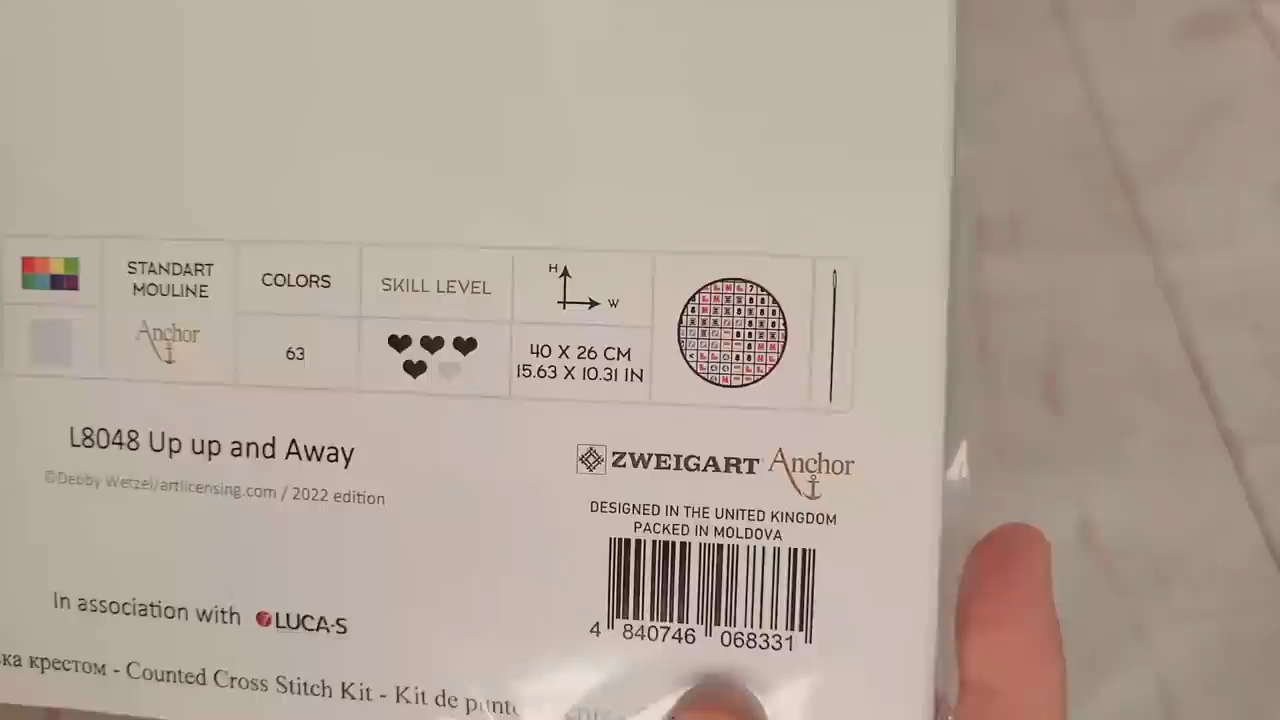 STANDART
MOULINE
COLORS
SKILL LEVEL
H
W
Anchor
63
40 X 26 CM
15.63 X 10.31 IN
L8048 Up up and Away
©Debby Wetzel/artlicensing.com / 2022 edition
ZWEIGART Anchor
DESIGNED IN THE UNITED KINGDOM
PACKED IN MOLDOVA
4 840746 068331
In association with LUCA-S
крестом - Counted Cross Stitch Kit - Kit de